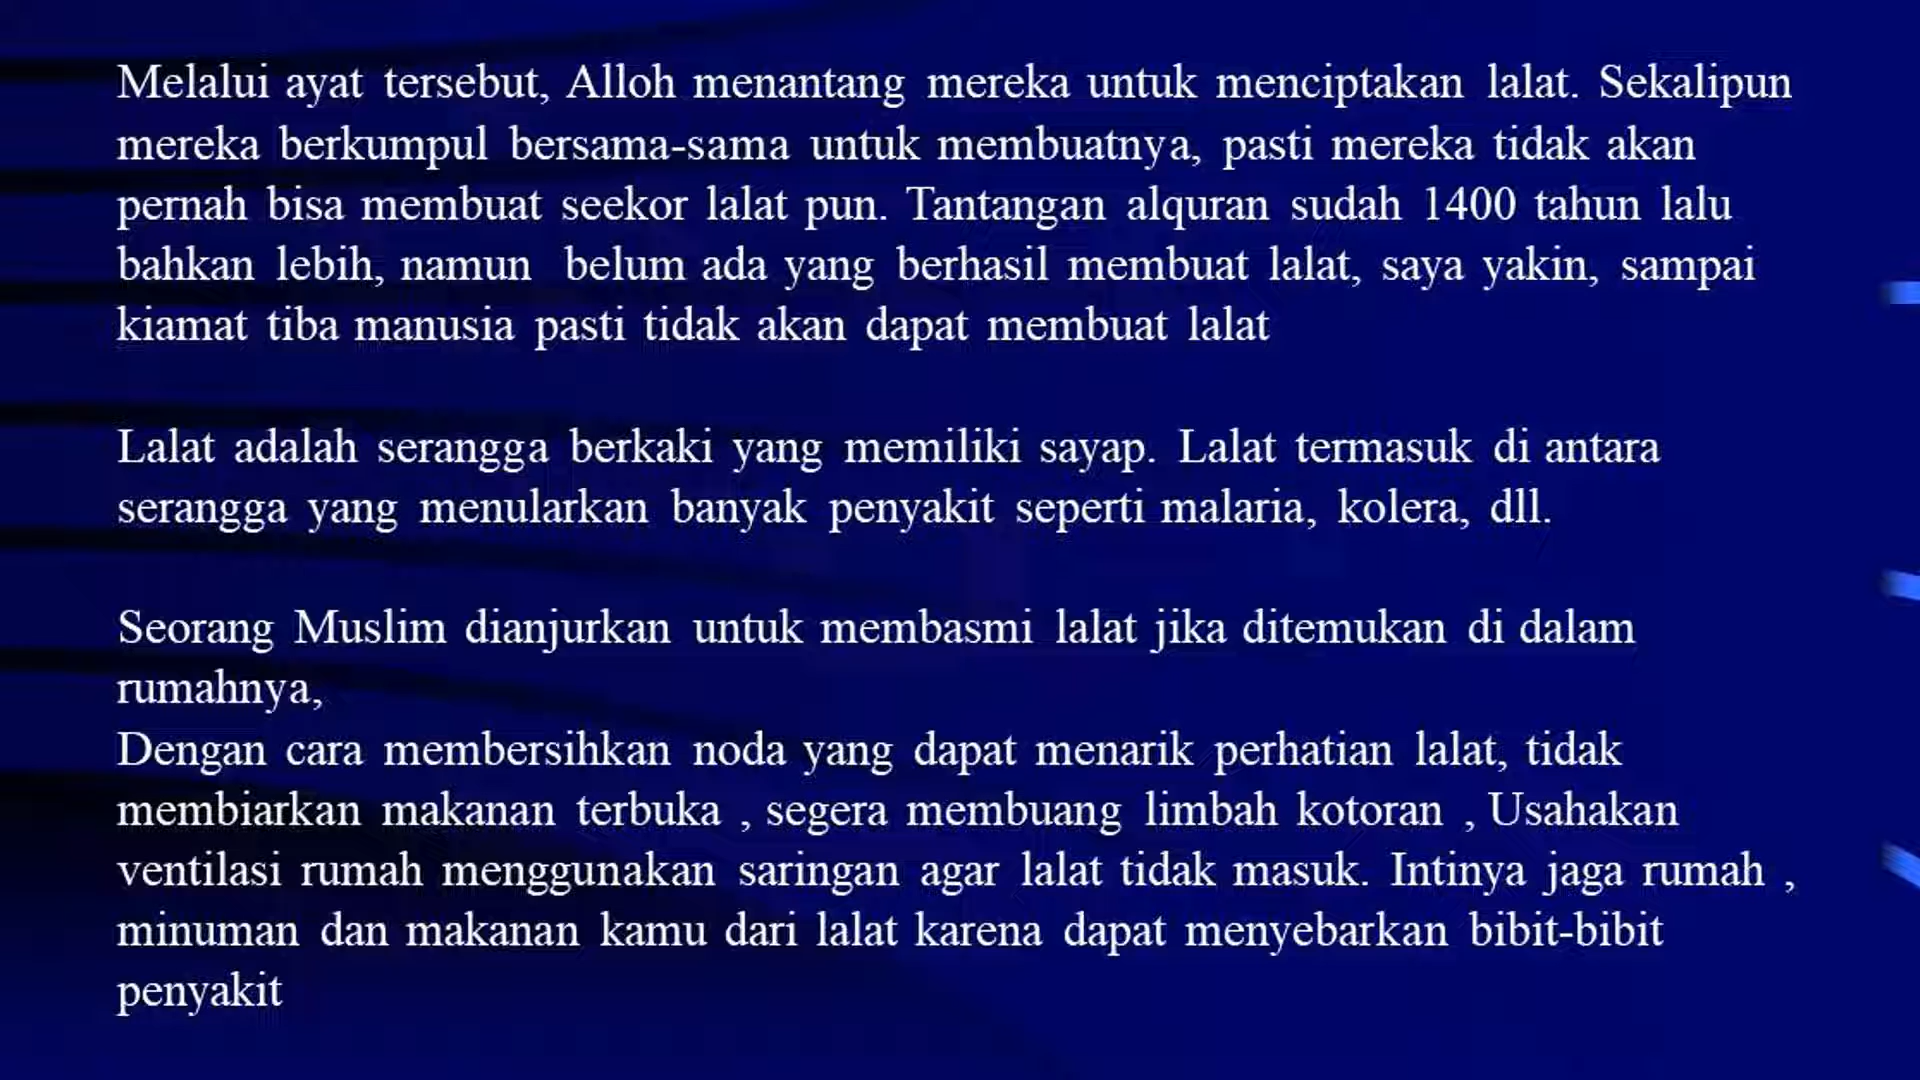 Melalui ayat tersebut, Alloh menantang mereka untuk menciptakan lalat. Sekalipun
mereka berkumpul bersama-sama untuk membuatnya, pasti mereka tidak akan
pernah bisa membuat seekor lalat pun. Tantangan alquran sudah 1400 tahun lalu
bahkan lebih, namun belum ada yang berhasil membuat lalat, saya yakin, sampai
kiamat tiba manusia pasti tidak akan dapat membuat lalat
Lalat adalah serangga berkaki yang memiliki sayap. Lalat termasuk di antara
serangga yang menularkan banyak penyakit seperti malaria, kolera, dll.
Seorang Muslim dianjurkan untuk membasmi lalat jika ditemukan di dalam
rumahnya,
Dengan cara membersihkan noda yang dapat menarik perhatian lalat, tidak
membiarkan makanan terbuka , segera membuang limbah kotoran , Usahakan
ventilasi rumah menggunakan saringan agar lalat tidak masuk. Intinya jaga rumah ,
minuman dan makanan kamu dari lalat karena dapat menyebarkan bibit-bibit
penyakit